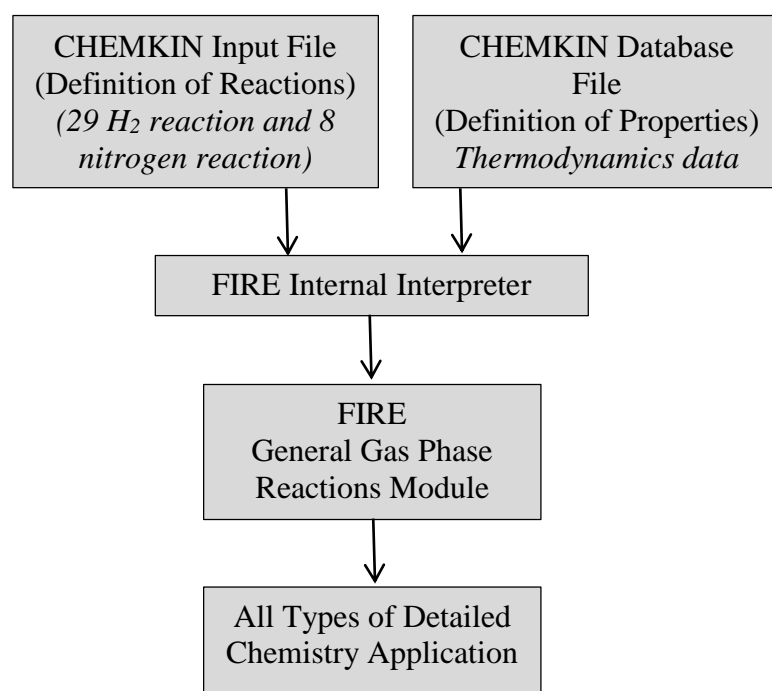 CHEMKIN Input File
(Definition of Reactions)
(29 H₂ reaction and 8
nitrogen reaction)
CHEMKIN Database
File
(Definition of Properties)
Thermodynamics data
FIRE Internal Interpreter
FIRE
General Gas Phase
Reactions Module
All Types of Detailed
Chemistry Application